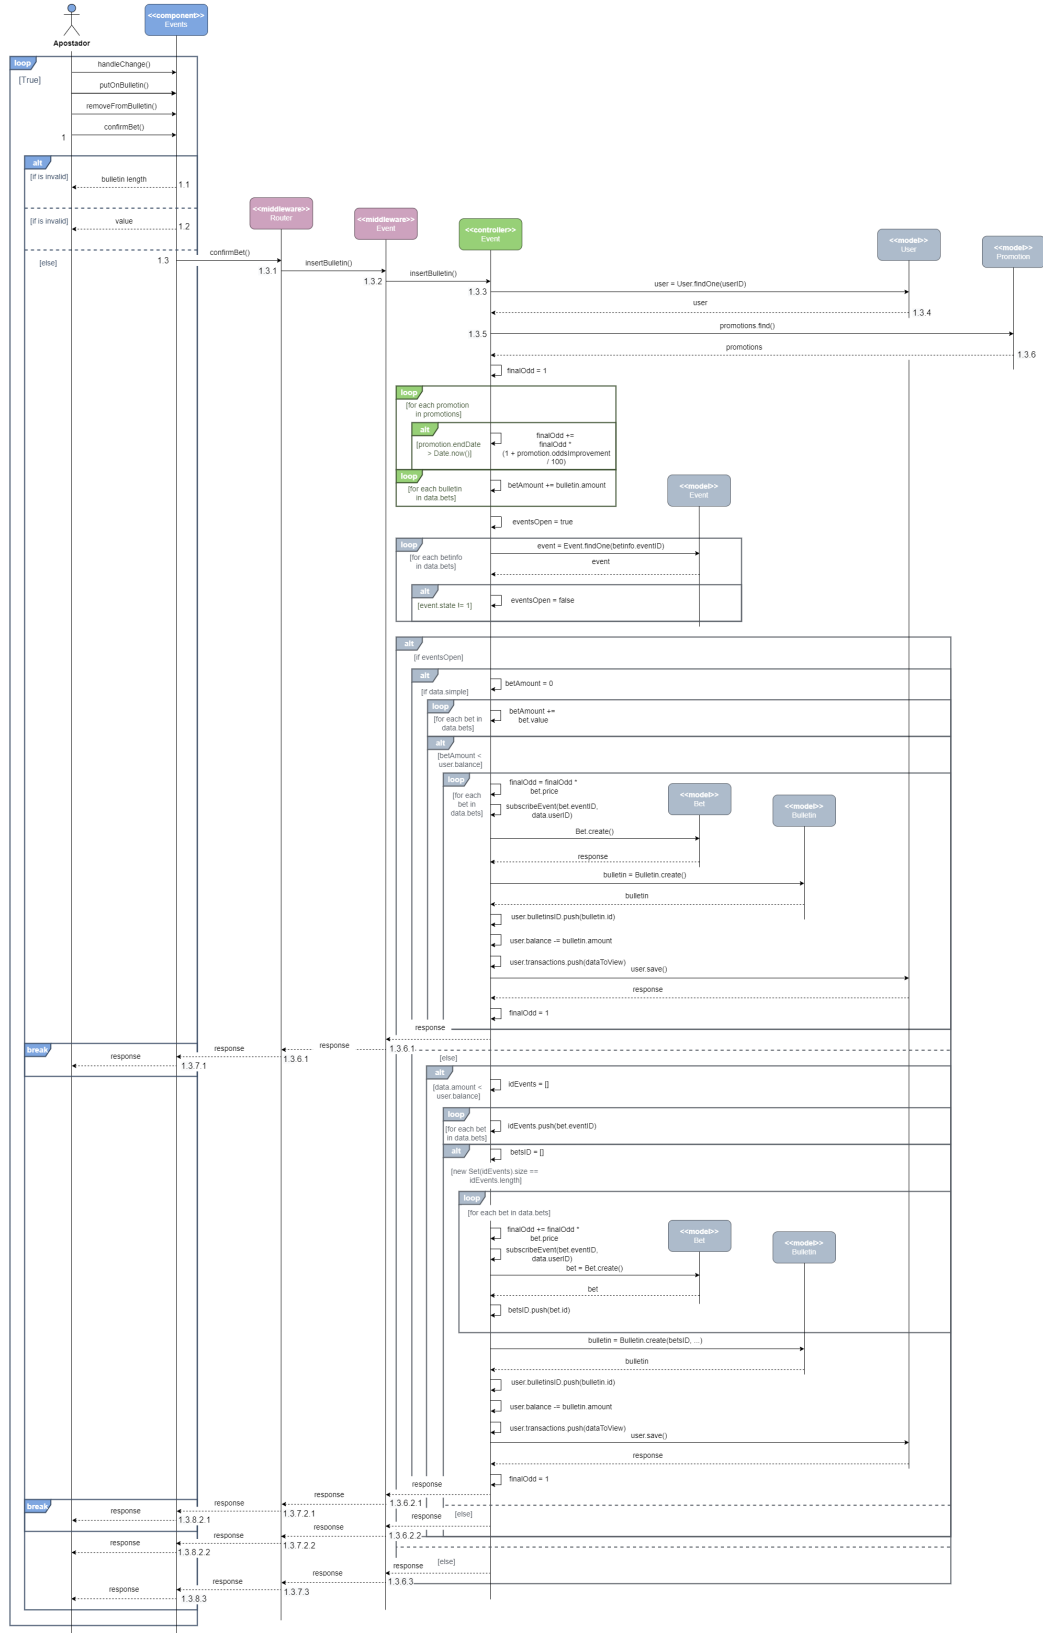 <<component>>
Events
Apostador
loop
handleChange()
[True]
putOnBulletin()
removeFromBulletin()
confirmBet()
1
alt
[if is invalid]
bulletin length
1.1
[if is invalid]
value
1.2
<<middleware>>
Router
<<middleware>>
Event
<<controller>>
Event
<<model>>
User
<<model>>
Promotion
[else]
1.3
confirmBet()
1.3.1
insertBulletin()
1.3.2
insertBulletin()
1.3.3
user = User.findOne(userID)
user
1.3.4
1.3.5
promotions.find()
promotions
1.3.6
finalOdd = 1
loop
[for each promotion
in promotions]
alt
[promotion.endDate
> Date.now()]
finalOdd +=
finalOdd *
(1 + promotion.oddsImprovement
/ 100)
loop
[for each bulletin
in data.bets]
betAmount += bulletin.amount
<<model>>
Event
eventsOpen = true
loop
[for each betinfo
in data.bets]
event = Event.findOne(betinfo.eventID)
event
alt
[event.state != 1]
eventsOpen = false
alt
[if eventsOpen]
alt
[if data.simple]
betAmount = 0
loop
[for each bet in
data.bets]
betAmount +=
bet.value
alt
[betAmount <
user.balance]
loop
[for each
bet in
data.bets]
finalOdd = finalOdd *
bet.price
subscribeEvent(bet.eventID,
data.userID)
<<model>>
Bet
<<model>>
Bulletin
Bet.create()
response
bulletin = Bulletin.create()
bulletin
user.bulletinsID.push(bulletin.id)
user.balance -= bulletin.amount
user.transactions.push(dataToView)
user.save()
response
finalOdd = 1
response
break
response
1.3.7.1
response
1.3.6.1
response
1.3.6.1
[else]
alt
[data.amount <
user.balance]
idEvents = []
loop
[for each bet
in data.bets]
idEvents.push(bet.eventID)
alt
betsID = []
[new Set(idEvents).size ==
idEvents.length]
loop
[for each bet in data.bets]
finalOdd += finalOdd *
bet.price
subscribeEvent(bet.eventID,
data.userID)
<<model>>
Bet
<<model>>
Bulletin
bet = Bet.create()
bet
betsID.push(bet.id)
bulletin = Bulletin.create(betsID, ...)
bulletin
user.bulletinsID.push(bulletin.id)
user.balance -= bulletin.amount
user.transactions.push(dataToView)
user.save()
response
finalOdd = 1
response
break
response
1.3.8.2.1
response
1.3.7.2.1
response
1.3.6.2.1
response
[else]
response
1.3.8.2.2
response
1.3.7.2.2
response
1.3.6.2.2
response
[else]
response
1.3.8.3
response
1.3.7.3
response
1.3.6.3